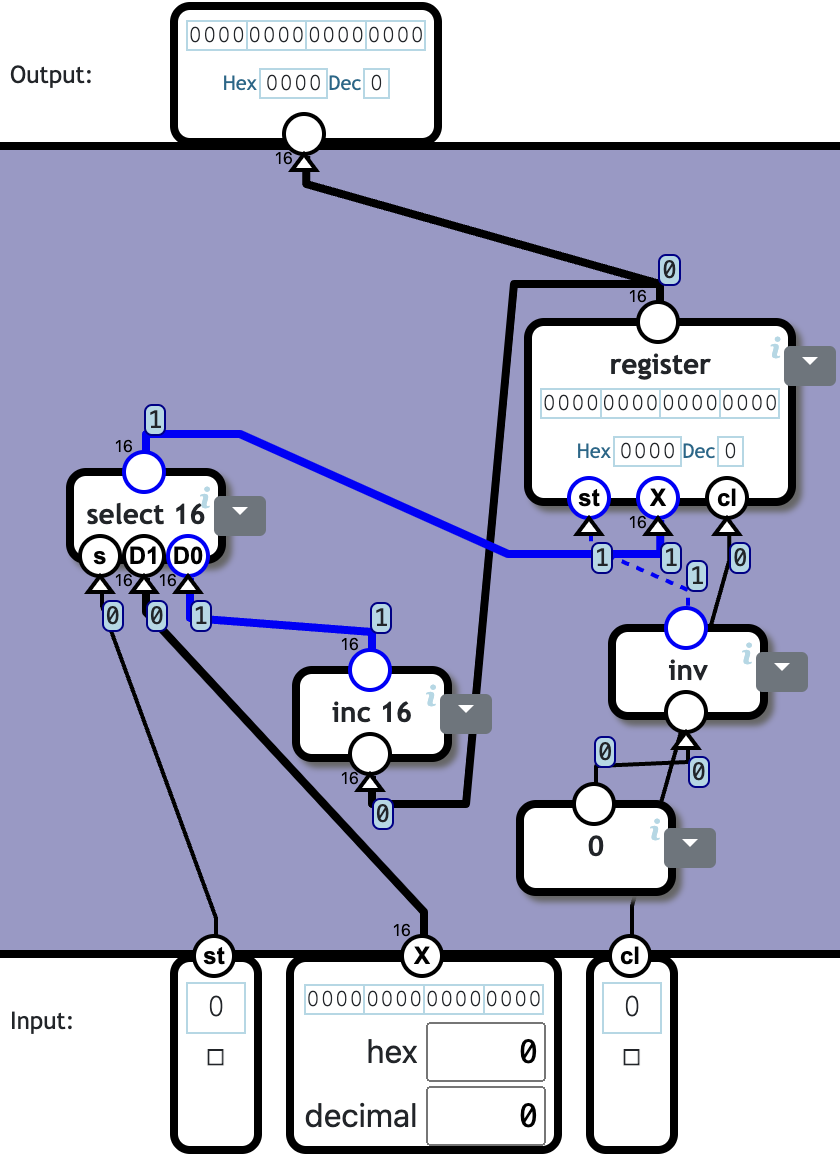 0000 0000 0000 0000
Output:
Hex 0000 Dec 0
16
0
16
i
register
0000 0000 0000 0000
1
16
Hex 0000 Dec 0
i
select 16
st X cl
16
s D1 D0
1 1 0
16 16
1
0 0 1
1
16
i
inv
i
inc 16
0
16
0
0
i
0
16
st X cl
0000 0000 0000 0000
0
0
Input:
hex 0
decimal 0